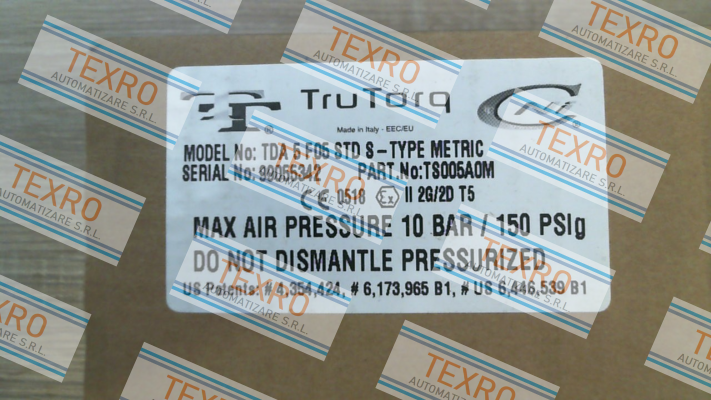 TruTorq
Made in Italy - EEC/EU
MODEL No: TDA 5 F05 STD S-TYPE METRIC
SERIAL No: 99055342 PART.No:TS005A0M
CE 0518 Ex II 2G/2D T5
MAX AIR PRESSURE 10 BAR / 150 PSIg
DO NOT DISMANTLE PRESSURIZED
US Patents: # 4,354,424, # 6,173,965 B1, # US 6,446,539 B1
TEXRO
AUTOMATIZARE S.R.L.